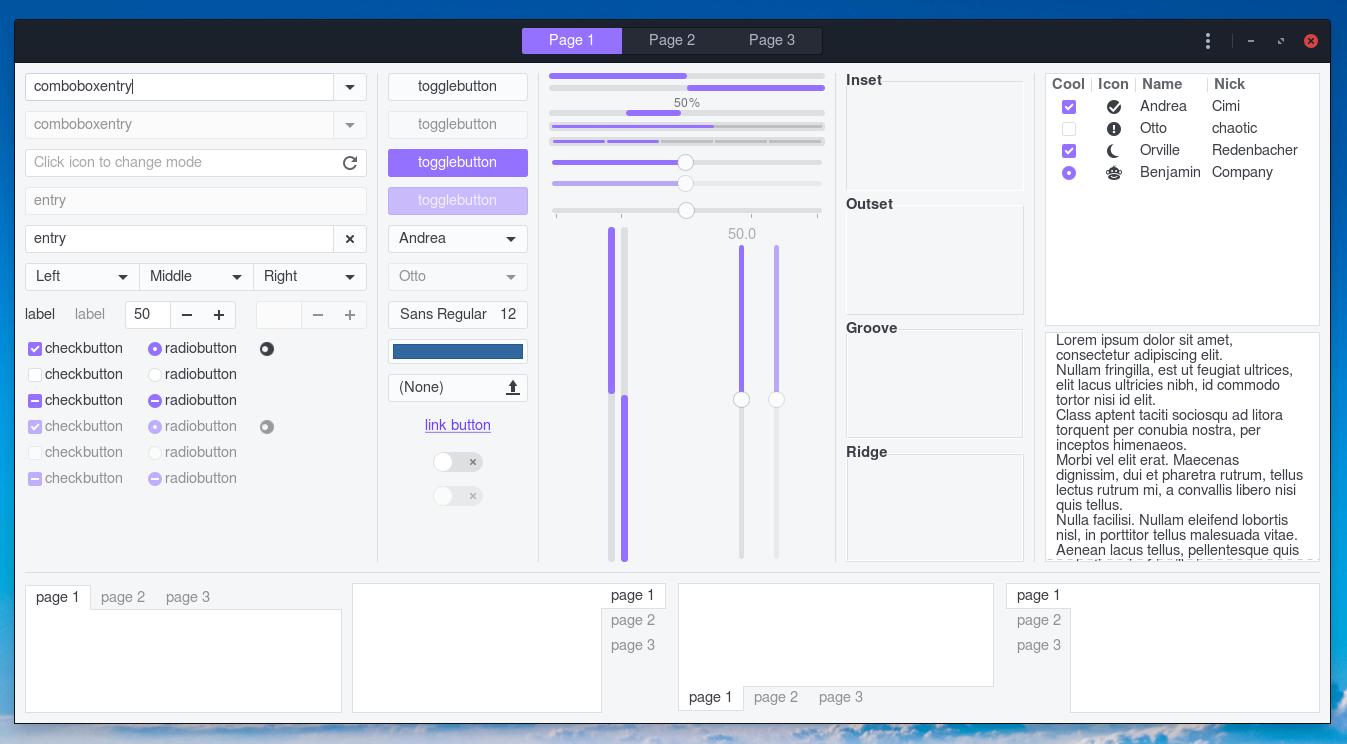 Page 1 Page 2 Page 3
comboboxentry
comboboxentry
Click icon to change mode
entry
entry
Left Middle Right
label label 50
checkbutton radiobutton
checkbutton radiobutton
checkbutton radiobutton
checkbutton radiobutton
checkbutton radiobutton
checkbutton radiobutton
togglebutton
togglebutton
togglebutton
togglebutton
Andrea
Otto
Sans Regular 12
(None)
link button
50%
50.0
Inset
Outset
Groove
Ridge
Cool Icon Name Nick
Andrea Cimi
Otto chaotic
Orville Redenbacher
Benjamin Company
Lorem ipsum dolor sit amet,
consectetur adipiscing elit.
Nullam fringilla, est ut feugiat ultrices,
elit lacus ultricies nibh, id commodo
tortor nisi id elit.
Class aptent taciti sociosqu ad litora
torquent per conubia nostra, per
inceptos himenaeos.
Morbi vel elit erat. Maecenas
dignissim, dui et pharetra rutrum, tellus
lectus rutrum mi, a convallis libero nisi
quis tellus.
Nulla facilisi. Nullam eleifend lobortis
nisl, in porttitor tellus malesuada vitae.
Aenean lacus tellus, pellentesque quis
page 1 page 2 page 3
page 1
page 2
page 3
page 1 page 2 page 3
page 1
page 2
page 3